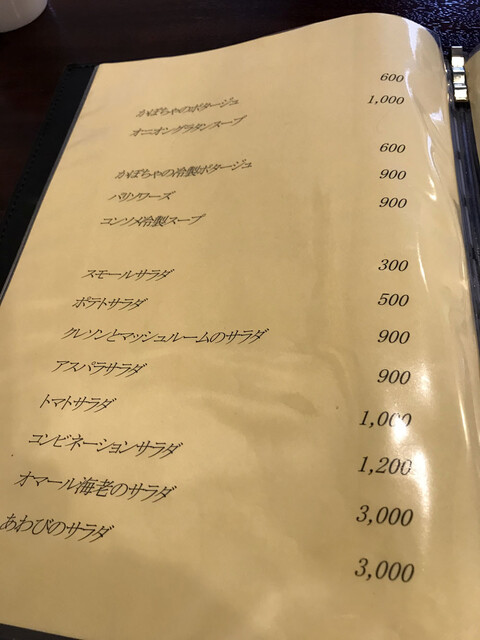 かぼちゃのポタージュ 600
オニオングラタンスープ 1,000
かぼちゃの冷製ポタージュ 600
パリソワーズ 900
コンソメ冷製スープ 900
スモールサラダ 300
ポテトサラダ 500
クレソンとマッシュルームのサラダ 900
アスパラサラダ 900
トマトサラダ 1,000
コンビネーションサラダ 1,200
オマール海老のサラダ 3,000
あわびのサラダ 3,000